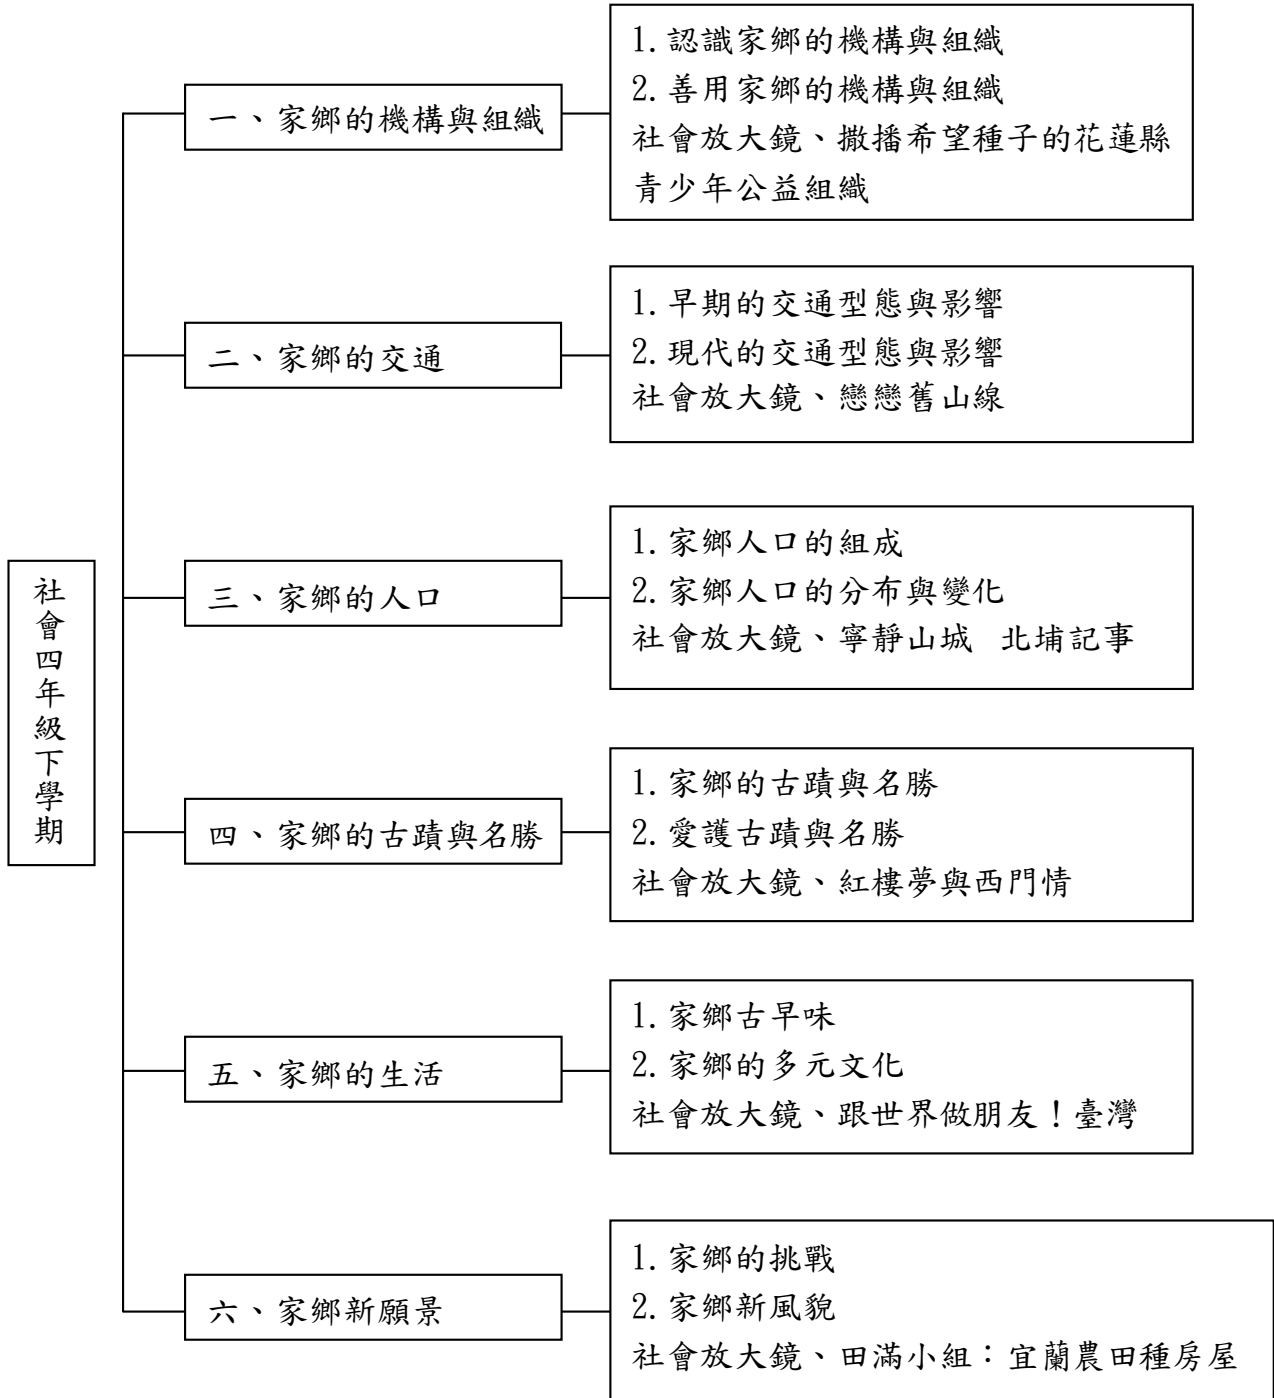 社會四年級下學期
一、家鄉的機構與組織
1. 認識家鄉的機構與組織
2. 善用家鄉的機構與組織
社會放大鏡、撒播希望種子的花蓮縣
青少年公益組織
二、家鄉的交通
1. 早期的交通型態與影響
2. 現代的交通型態與影響
社會放大鏡、戀戀舊山線
三、家鄉的人口
1. 家鄉人口的組成
2. 家鄉人口的分布與變化
社會放大鏡、寧靜山城 北埔記事
四、家鄉的古蹟與名勝
1. 家鄉的古蹟與名勝
2. 愛護古蹟與名勝
社會放大鏡、紅樓夢與西門情
五、家鄉的生活
1. 家鄉古早味
2. 家鄉的多元文化
社會放大鏡、跟世界做朋友！臺灣
六、家鄉新願景
1. 家鄉的挑戰
2. 家鄉新風貌
社會放大鏡、田滿小組：宜蘭農田種房屋